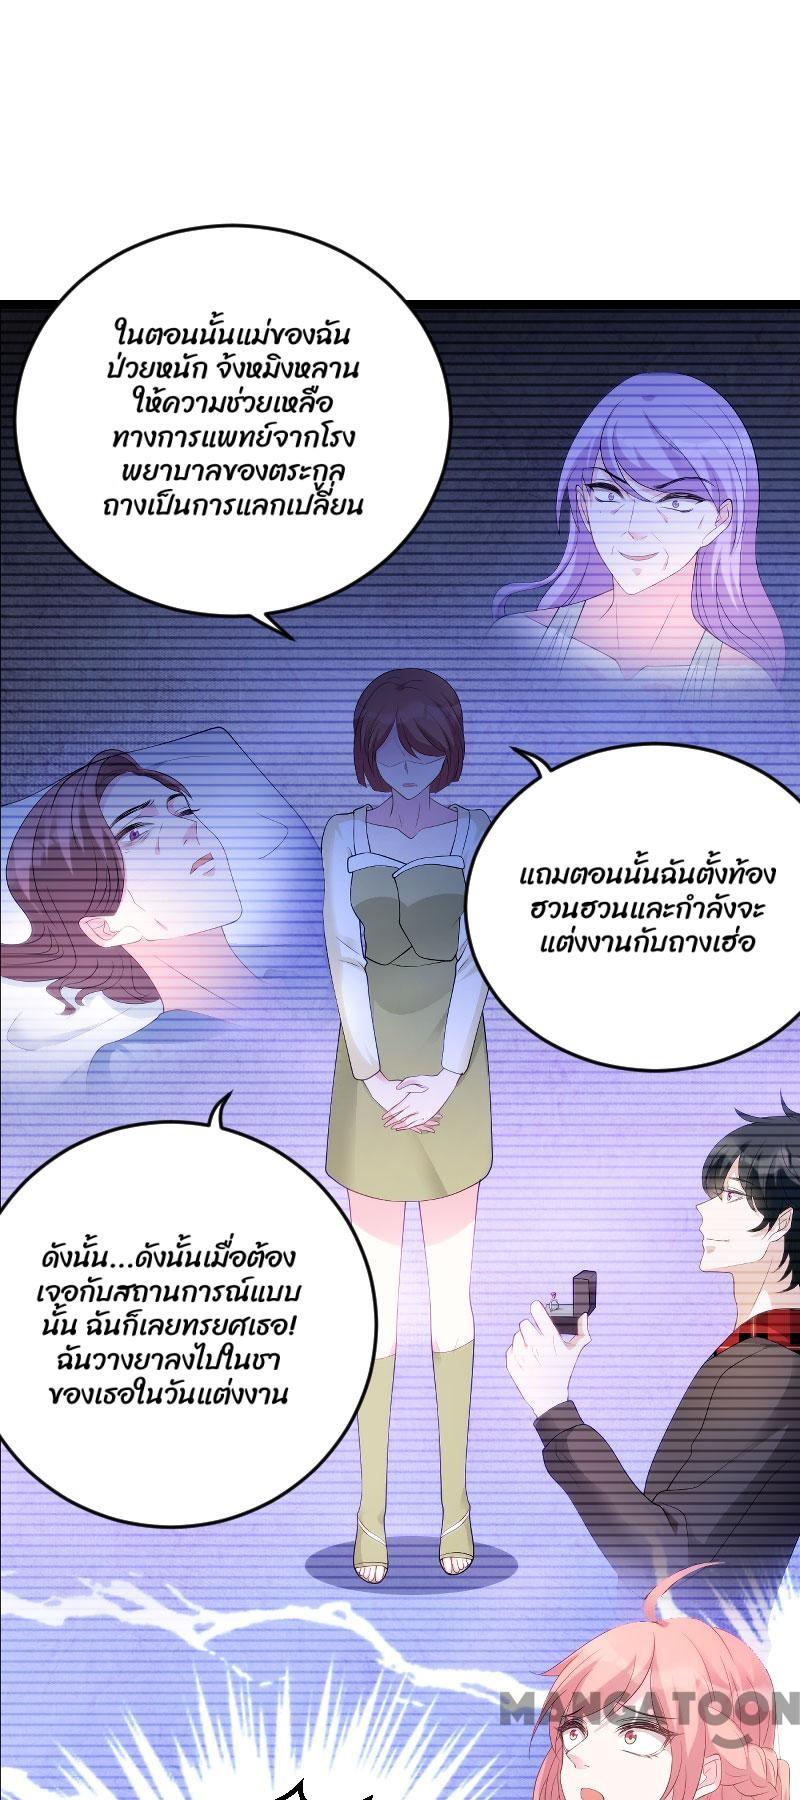 ในตอนนั้นแม่ของฉัน
ป่วยหนัก จ้งหมิงหลาน
ให้ความช่วยเหลือ
ทางการแพทย์จากโรง
พยาบาลของตระกูล
ถางเป็นการแลกเปลี่ยน
แถมตอนนั้นฉันตั้งท้อง
ฮวนฮวนและกำลังจะ
แต่งงานกับถางเฮ่อ
ดังนั้น...ดังนั้นเมื่อต้อง
เจอกับสถานการณ์แบบ
นั้น ฉันก็เลยทรยศเธอ!
ฉันวางยาลงไปในชา
ของเธอในวันแต่งงาน
MANGATOON